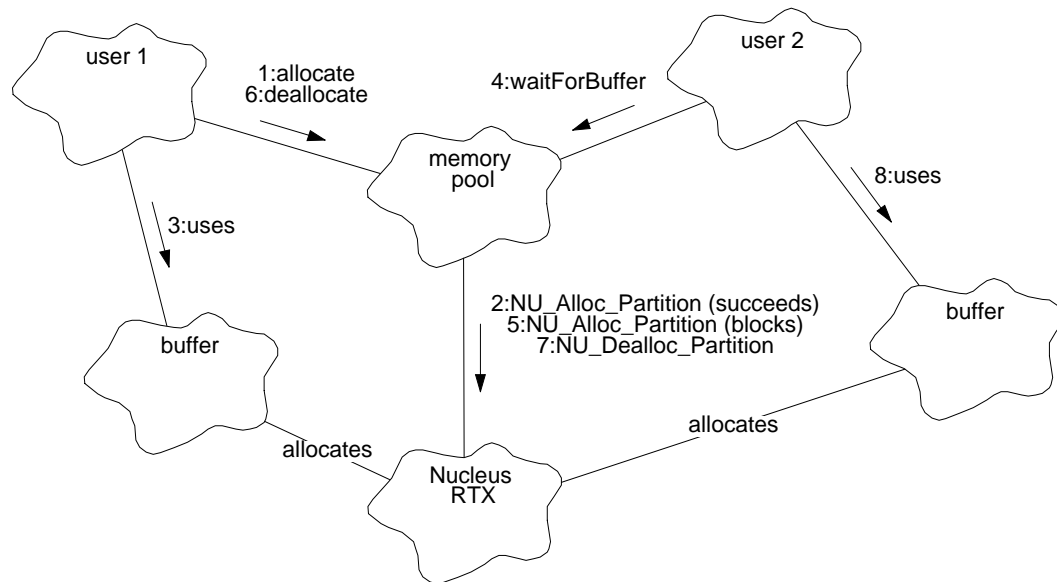 user 1
user 2
1:allocate
6:deallocate
4:waitForBuffer
memory
pool
8:uses
3:uses
2:NU_Alloc_Partition (succeeds)
5:NU_Alloc_Partition (blocks)
7:NU_Dealloc_Partition
buffer
buffer
allocates
allocates
Nucleus
RTX